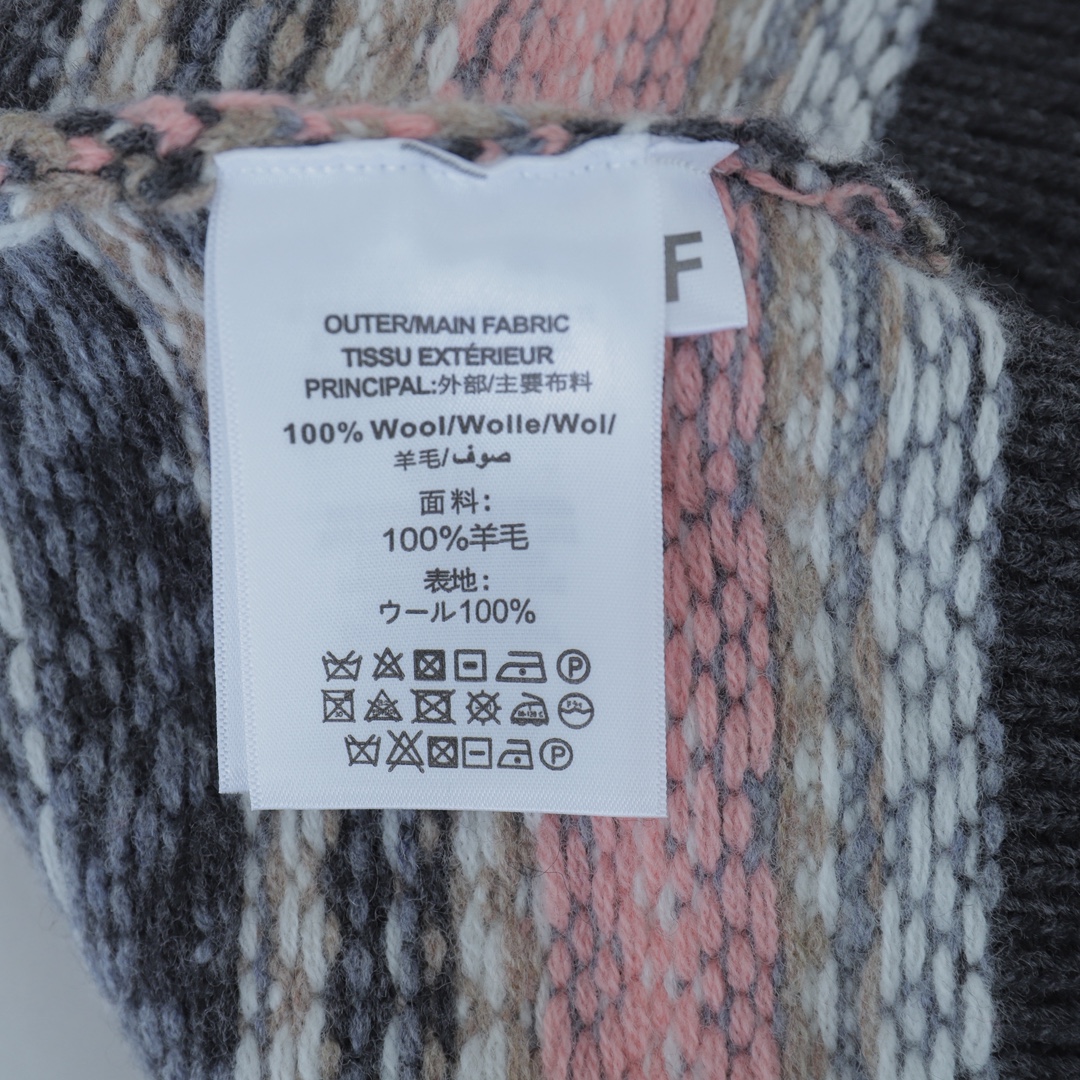 F
OUTER/MAIN FABRIC
TISSU EXTÉRIEUR
PRINCIPAL:外部/主要布料
100% Wool/Wolle/Wol/
羊毛/صوف
面料:
100%羊毛
表地:
ウール100%
P
P